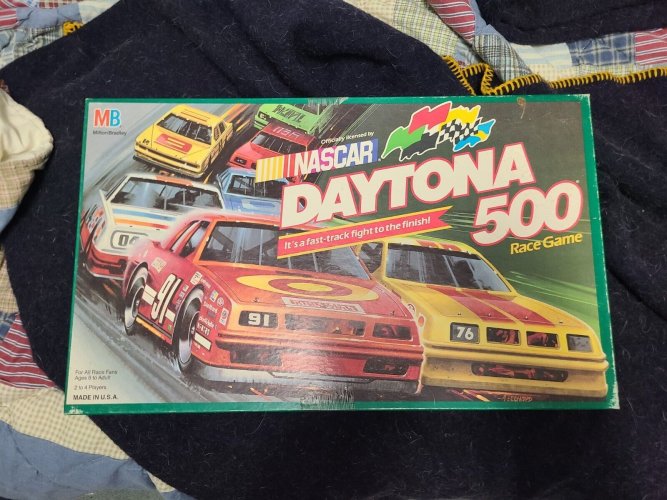 MB
Milton Bradley
Officially licensed by
NASCAR
DAYTONA
500
Race Game
It's a fast-track fight to the finish!
04
91
91
76
For All Race Fans
Ages 8 to Adult
2 to 4 Players
MADE IN U.S.A.